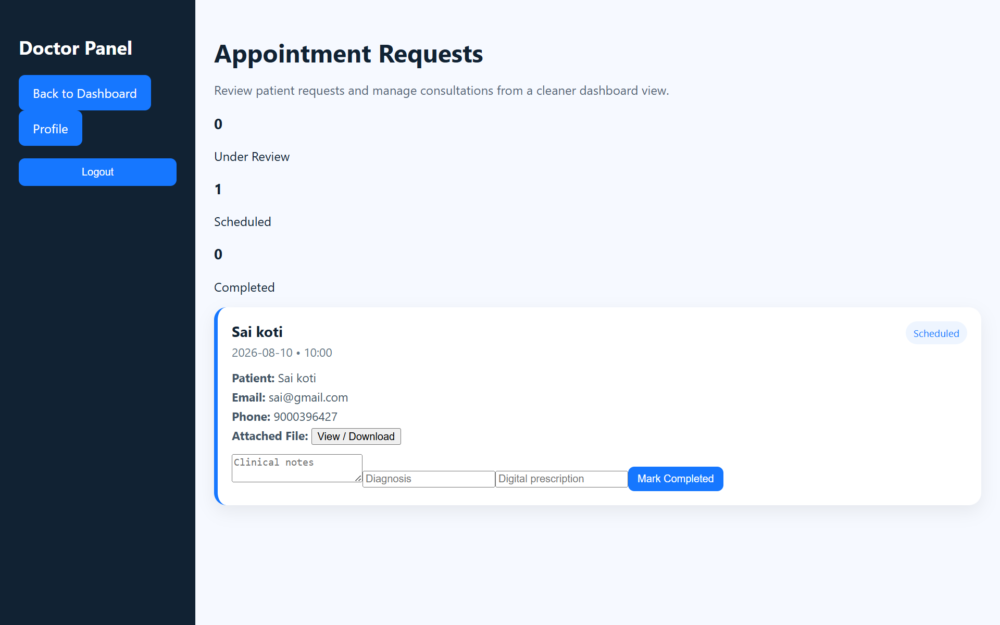 Doctor Panel
Back to Dashboard
Profile
Logout
Appointment Requests
Review patient requests and manage consultations from a cleaner dashboard view.
0
Under Review
1
Scheduled
0
Completed
Sai koti
Scheduled
2026-08-10 • 10:00
Patient: Sai koti
Email: sai@gmail.com
Phone: 9000396427
Attached File: View / Download
Clinical notes
Diagnosis
Digital prescription
Mark Completed